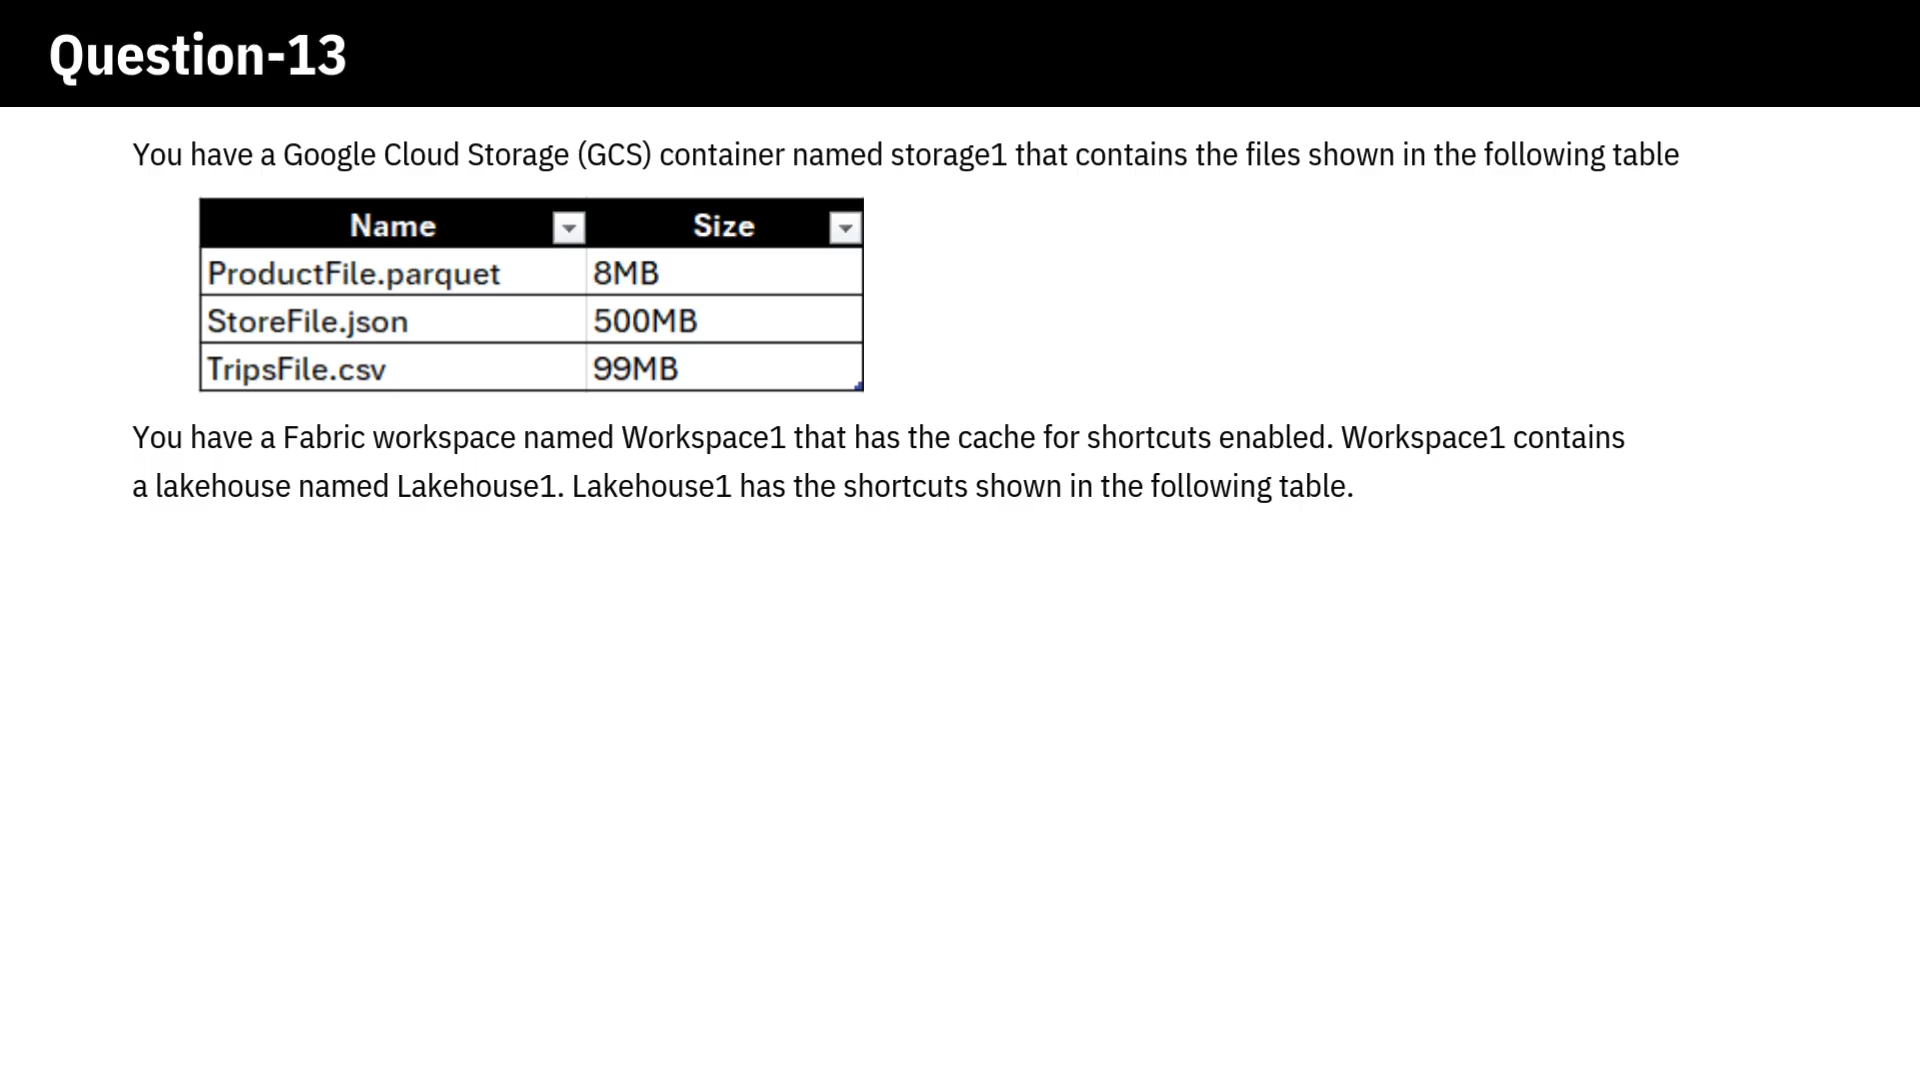 Question-13
You have a Google Cloud Storage (GCS) container named storage1 that contains the files shown in the following table
Name Size
ProductFile.parquet 8MB
StoreFile.json 500MB
TripsFile.csv 99MB
You have a Fabric workspace named Workspace1 that has the cache for shortcuts enabled. Workspace1 contains
a lakehouse named Lakehouse1. Lakehouse1 has the shortcuts shown in the following table.